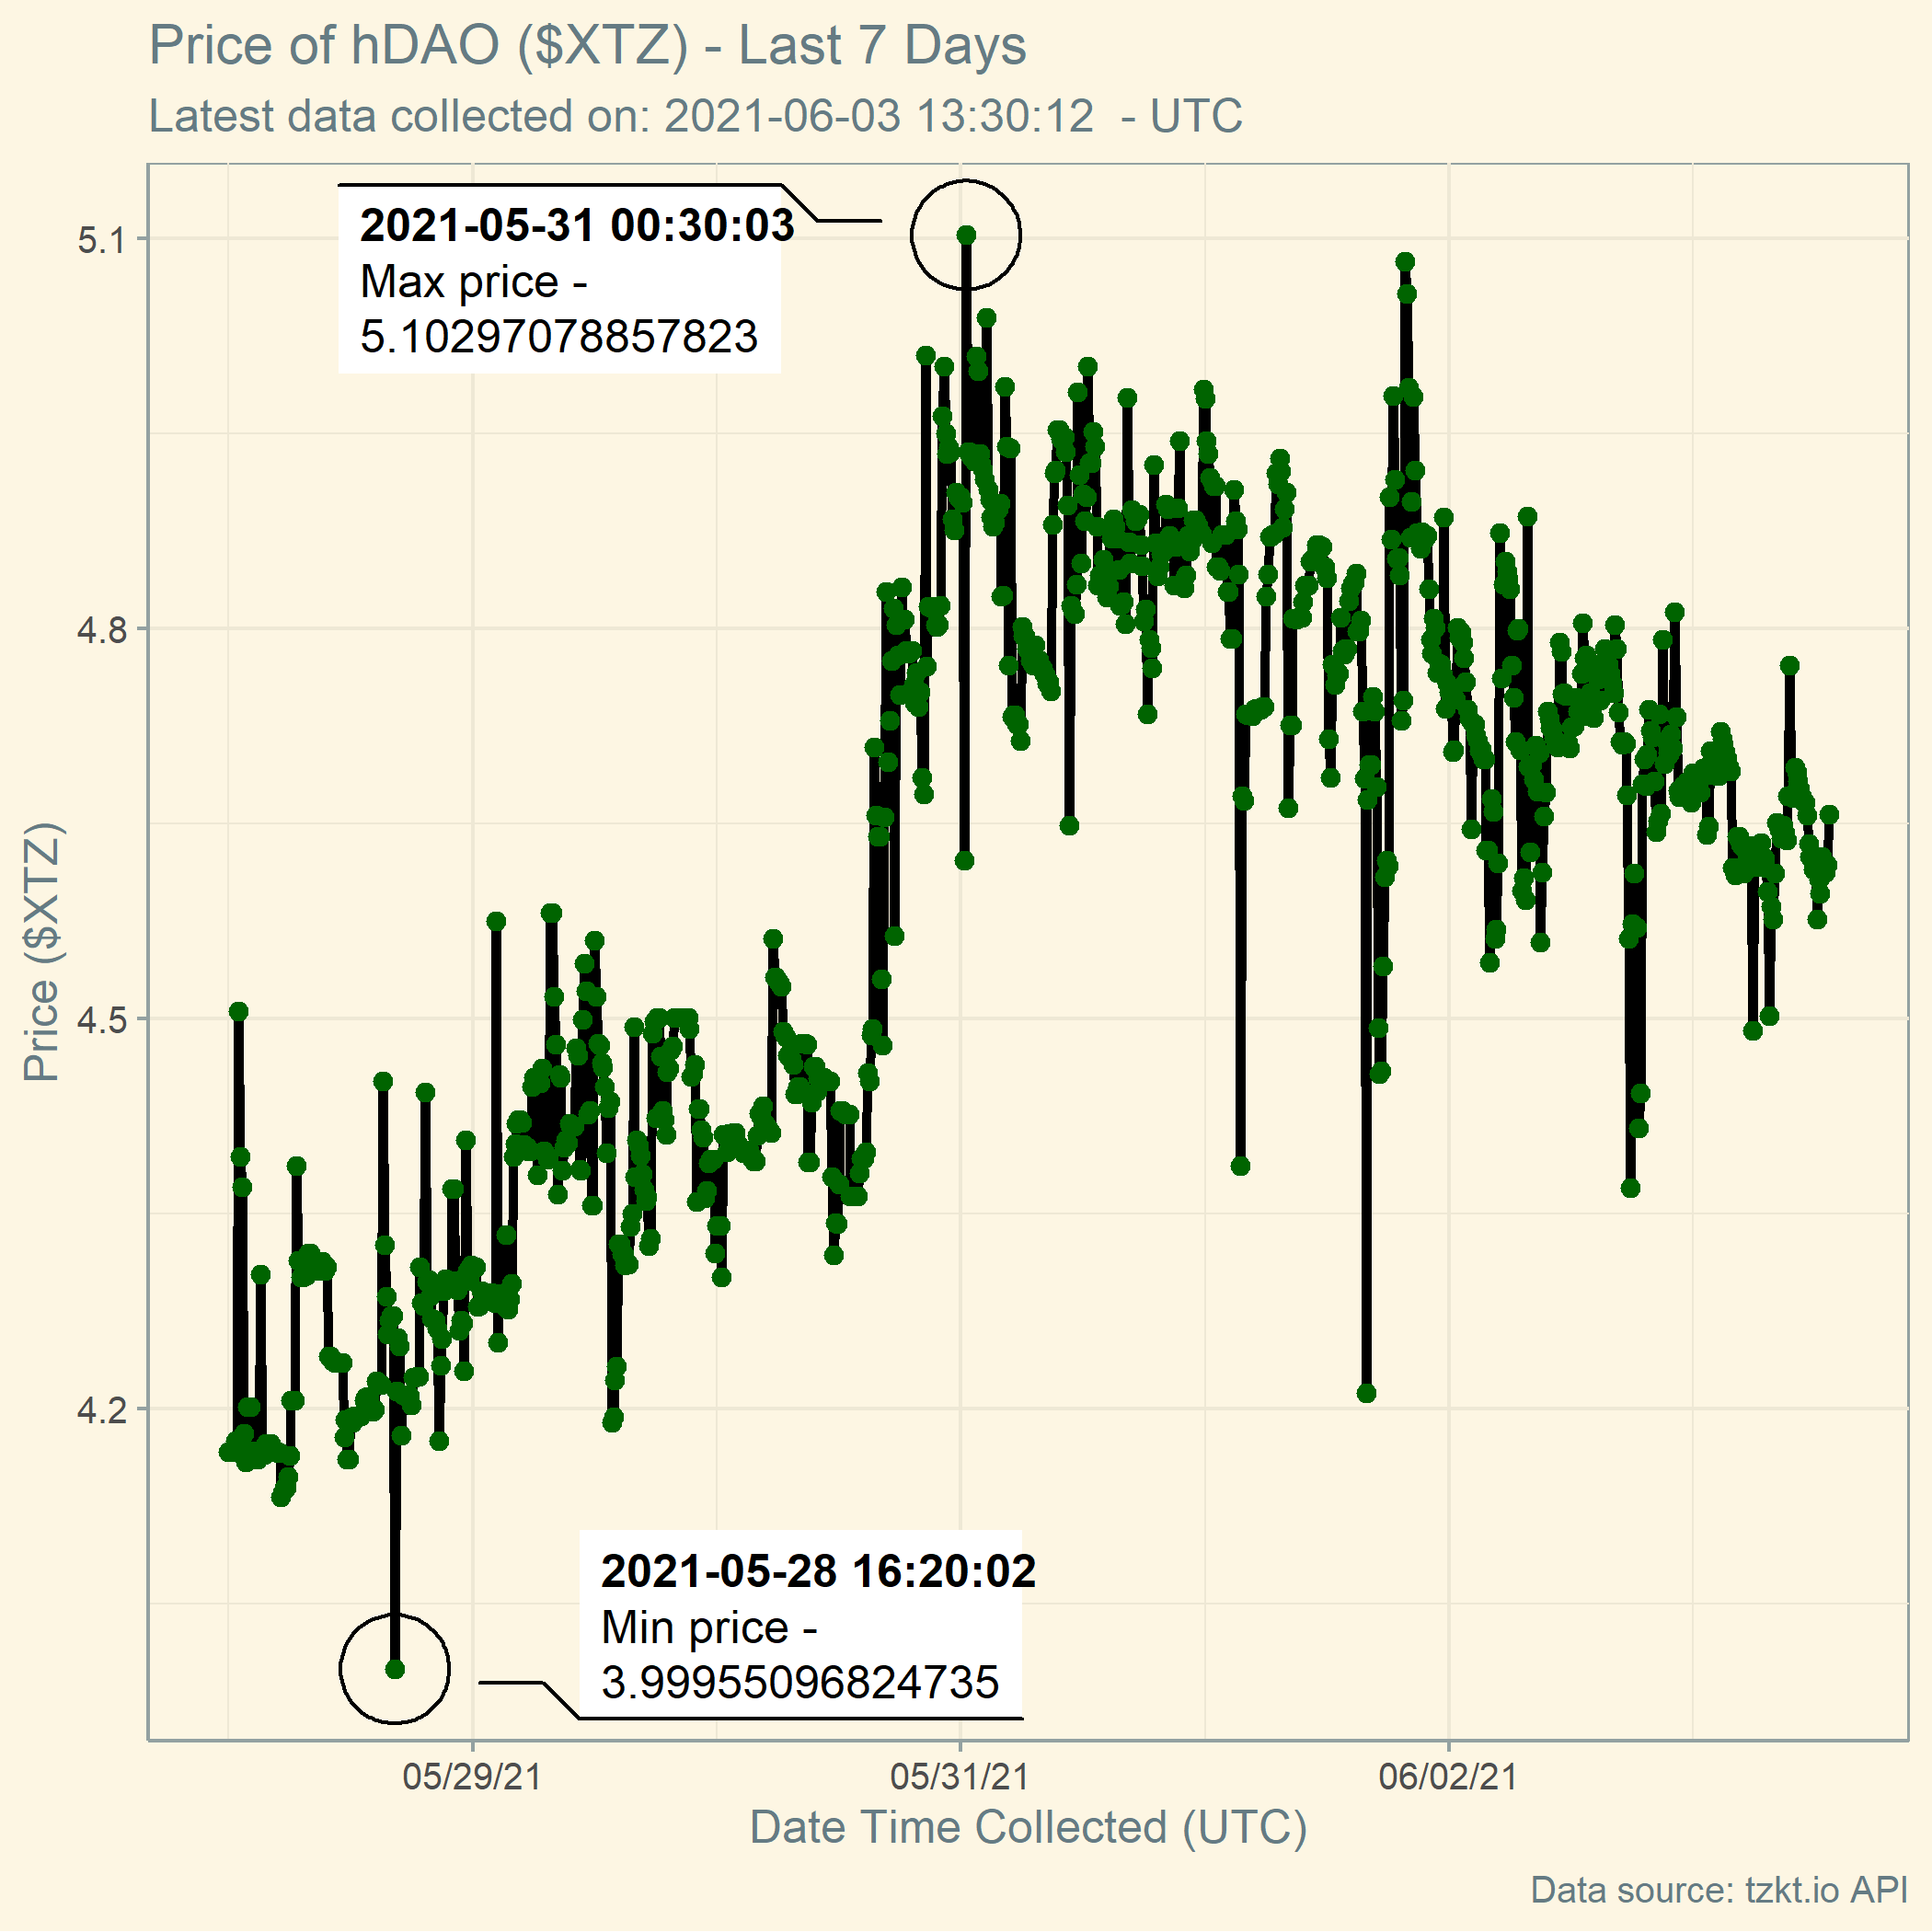 Price of hDAO ($XTZ) - Last 7 Days
Latest data collected on: 2021-06-03 13:30:12  - UTC
2021-05-31 00:30:03
Max price -
5.10297078857823
5.1
4.8
4.5
4.2
Price ($XTZ)
2021-05-28 16:20:02
Min price -
3.99955096824735
05/29/21
05/31/21
06/02/21
Date Time Collected (UTC)
Data source: tzkt.io API